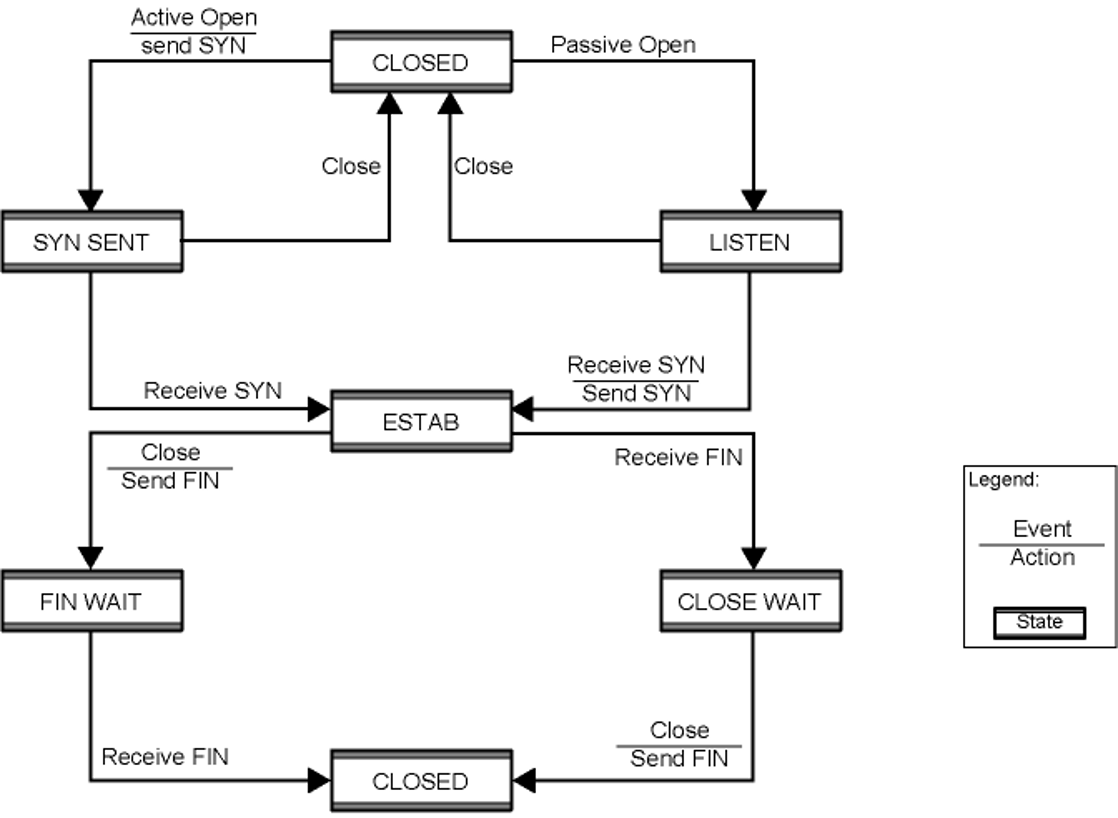 Active Open
send SYN
CLOSED
Passive Open
Close
Close
SYN SENT
LISTEN
Receive SYN
Receive SYN
Send SYN
ESTAB
Close
Send FIN
Receive FIN
Legend:
Event
Action
State
FIN WAIT
CLOSE WAIT
Receive FIN
Close
Send FIN
CLOSED